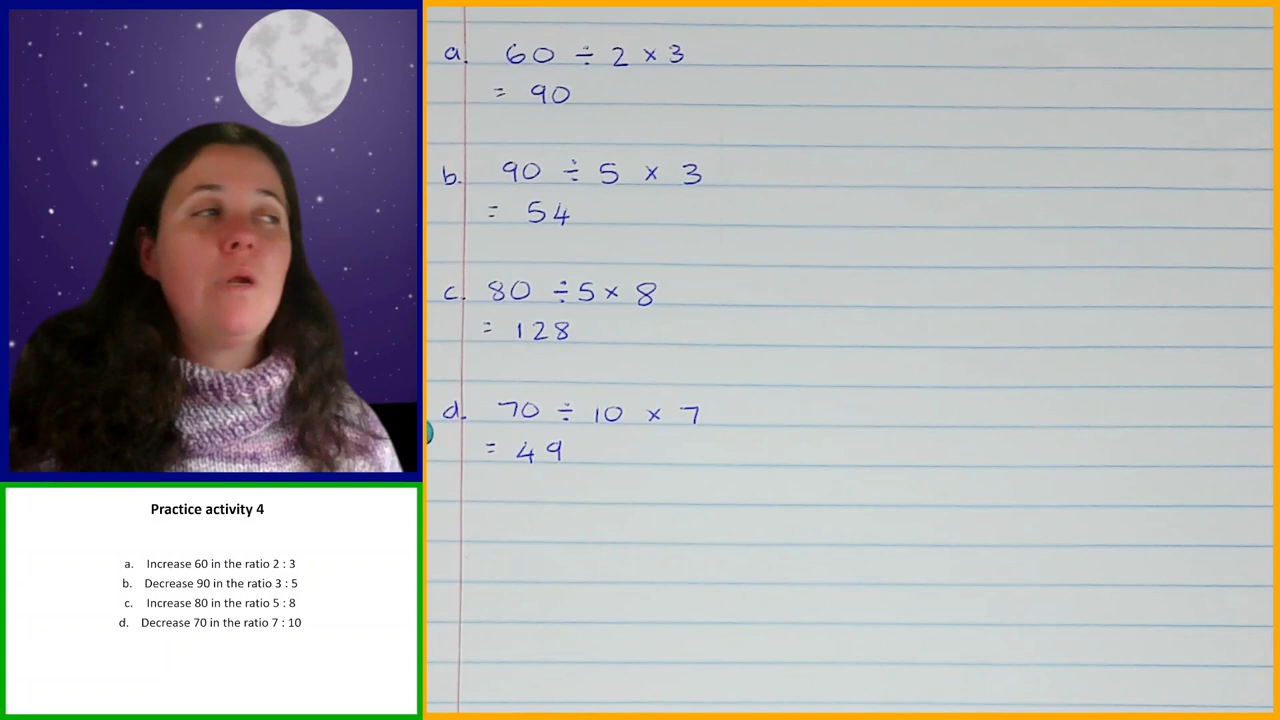 a. 60 ÷ 2 × 3
= 90
b. 90 ÷ 5 × 3
= 54
c. 80 ÷ 5 × 8
= 128
d. 70 ÷ 10 × 7
= 49
Practice activity 4
a. Increase 60 in the ratio 2 : 3
b. Decrease 90 in the ratio 3 : 5
c. Increase 80 in the ratio 5 : 8
d. Decrease 70 in the ratio 7 : 10